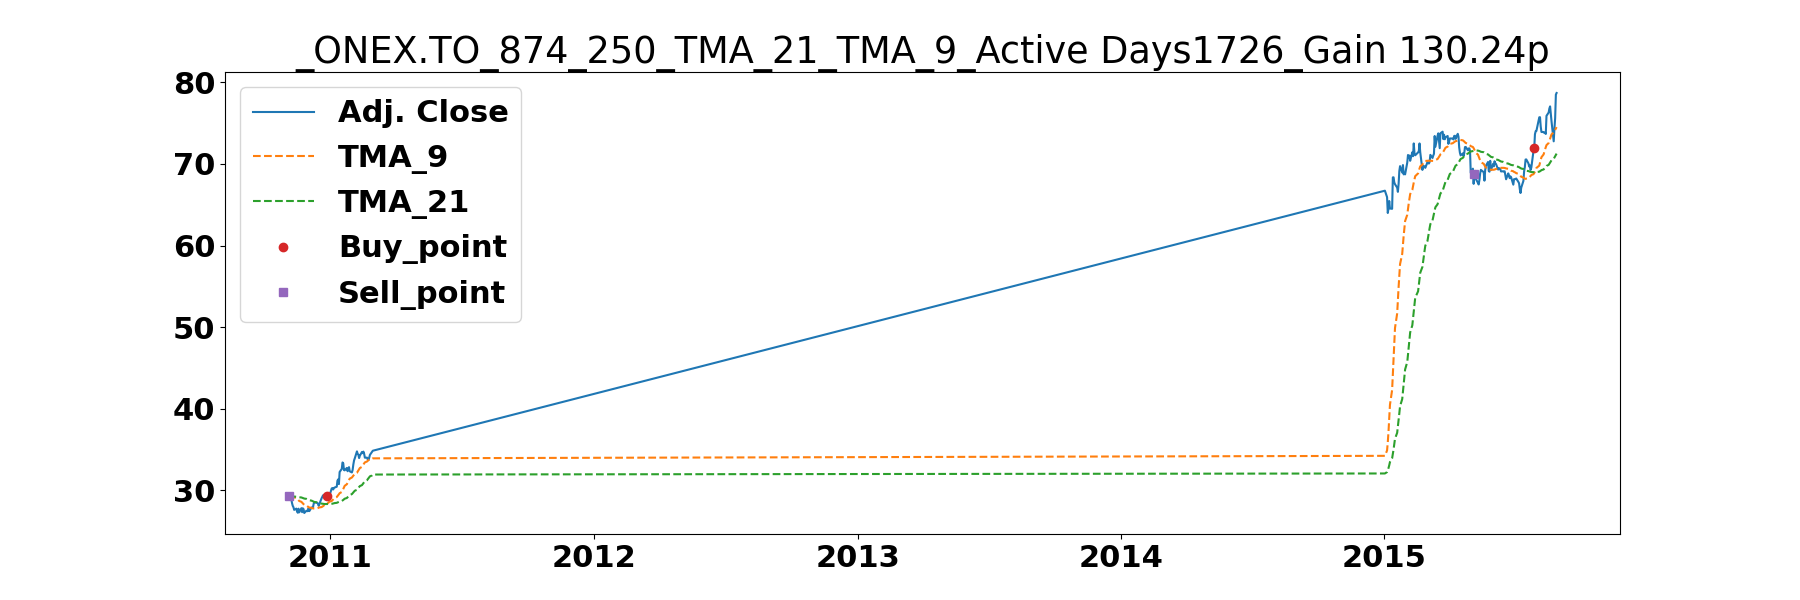 _ONEX.TO_874_250_TMA_21_TMA_9_Active Days1726_Gain 130.24p
80
70
60
50
40
30
Adj. Close
TMA_9
TMA_21
Buy_point
Sell_point
2011 2012 2013 2014 2015